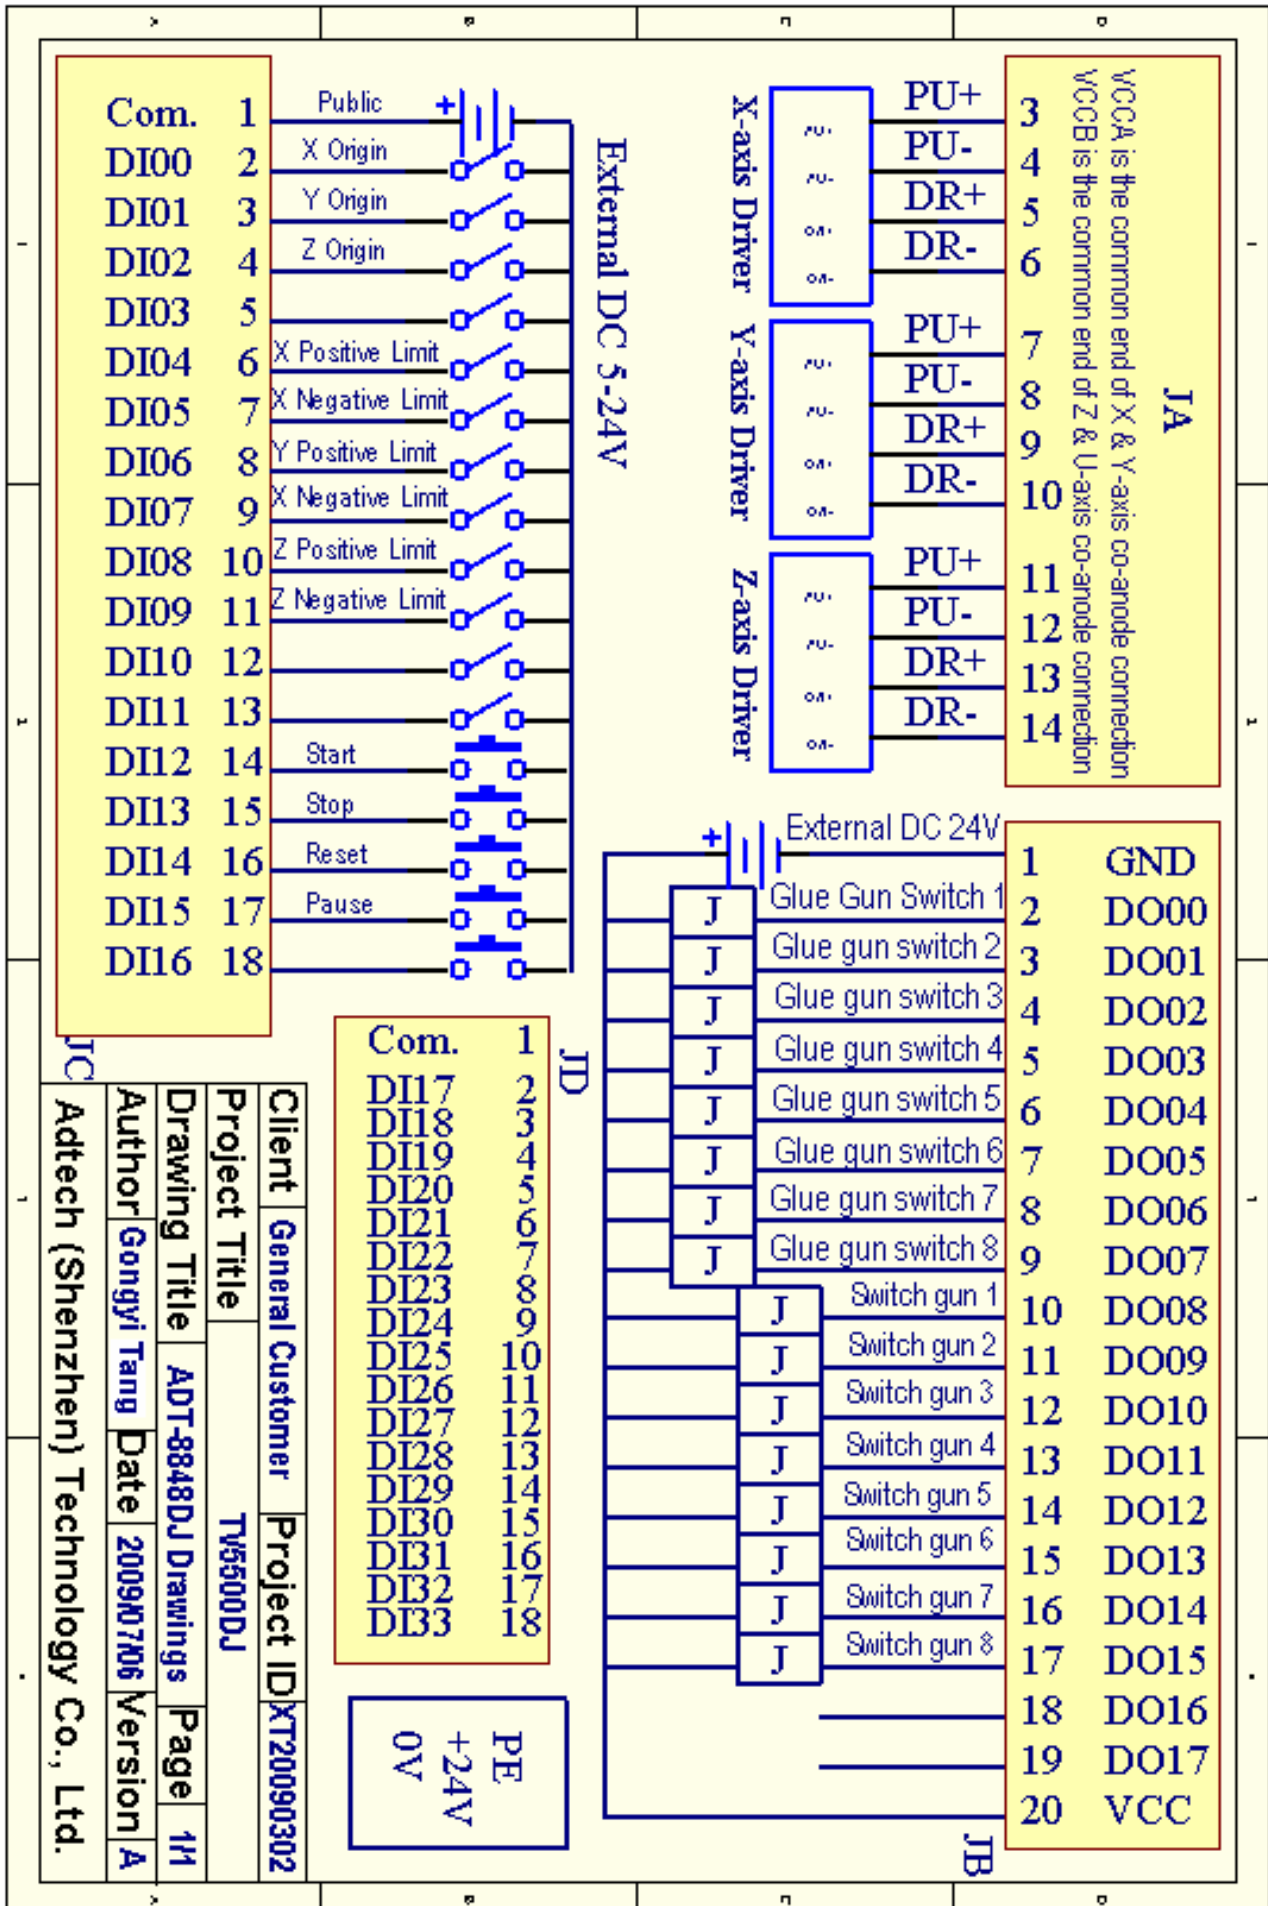 Com. 1 Public
DI00 2 X Origin
DI01 3 Y Origin
DI02 4 Z Origin
DI03 5
DI04 6 X Positive Limit
DI05 7 X Negative Limit
DI06 8 Y Positive Limit
DI07 9 X Negative Limit
DI08 10 Z Positive Limit
DI09 11 Z Negative Limit
DI10 12
DI11 13
DI12 14 Start
DI13 15 Stop
DI14 16 Reset
DI15 17 Pause
DI16 18
JC
+
External DC 5-24V
X-axis Driver
PU+ 3
PU- 4
DR+ 5
DR- 6
Y-axis Driver
PU+ 7
PU- 8
DR+ 9
DR- 10
Z-axis Driver
PU+ 11
PU- 12
DR+ 13
DR- 14
JA
VCCA is the common end of X & Y-axis co-anode connection
VCCB is the common end of Z & U-axis co-anode connection
+ External DC 24V 1 GND
J Glue Gun Switch 1 2 DO00
J Glue gun switch 2 3 DO01
J Glue gun switch 3 4 DO02
J Glue gun switch 4 5 DO03
J Glue gun switch 5 6 DO04
J Glue gun switch 6 7 DO05
J Glue gun switch 7 8 DO06
J Glue gun switch 8 9 DO07
J Switch gun 1 10 DO08
J Switch gun 2 11 DO09
J Switch gun 3 12 DO10
J Switch gun 4 13 DO11
J Switch gun 5 14 DO12
J Switch gun 6 15 DO13
J Switch gun 7 16 DO14
J Switch gun 8 17 DO15
18 DO16
19 DO17
20 VCC
JB
JD
Com. 1
DI17 2
DI18 3
DI19 4
DI20 5
DI21 6
DI22 7
DI23 8
DI24 9
DI25 10
DI26 11
DI27 12
DI28 13
DI29 14
DI30 15
DI31 16
DI32 17
DI33 18
PE
+24V
0V
Client General Customer Project ID XT20090302
Project Title TV5500DJ
Drawing Title ADT-8848DJ Drawings Page 1/1
Author Gongyi Tang Date 2009/07/06 Version A
Adtech (Shenzhen) Technology Co., Ltd.